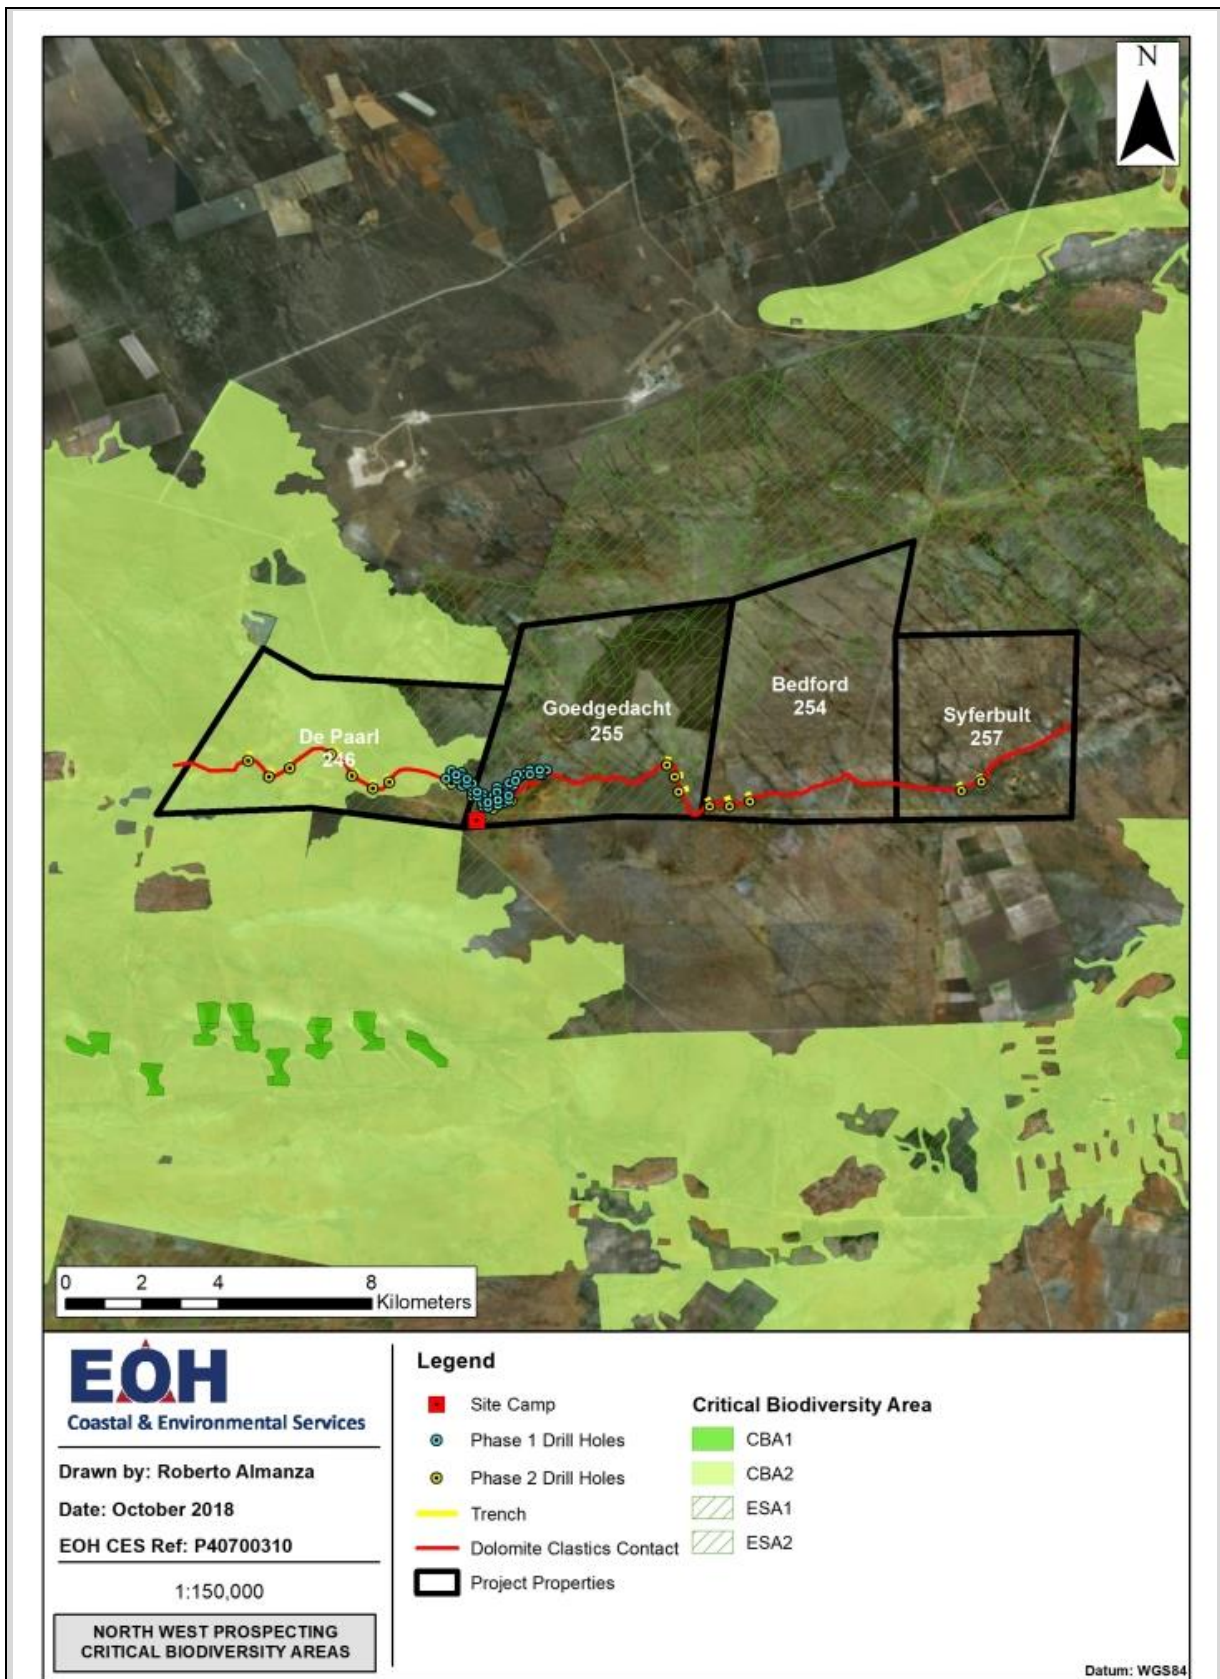 N
De Paarl
246
Goedgedacht
255
Bedford
254
Syferbult
257
0 2 4 8
Kilometers
EOH
Coastal & Environmental Services
Drawn by: Roberto Almanza
Date: October 2018
EOH CES Ref: P40700310
1:150,000
NORTH WEST PROSPECTING
CRITICAL BIODIVERSITY AREAS
Legend
Site Camp
Phase 1 Drill Holes
Phase 2 Drill Holes
Trench
Dolomite Clastics Contact
Project Properties
Critical Biodiversity Area
CBA1
CBA2
ESA1
ESA2
Datum: WGS84